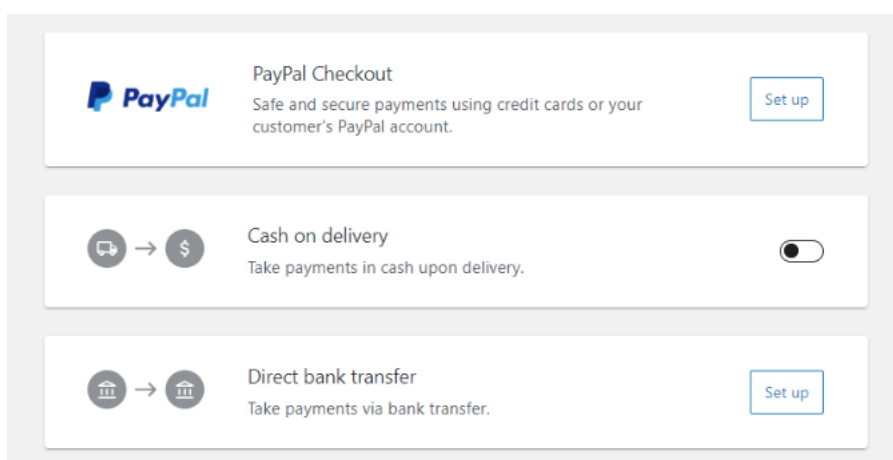 PayPal
PayPal Checkout
Safe and secure payments using credit cards or your
customer's PayPal account.
Set up
$
Cash on delivery
Take payments in cash upon delivery.
Direct bank transfer
Take payments via bank transfer.
Set up